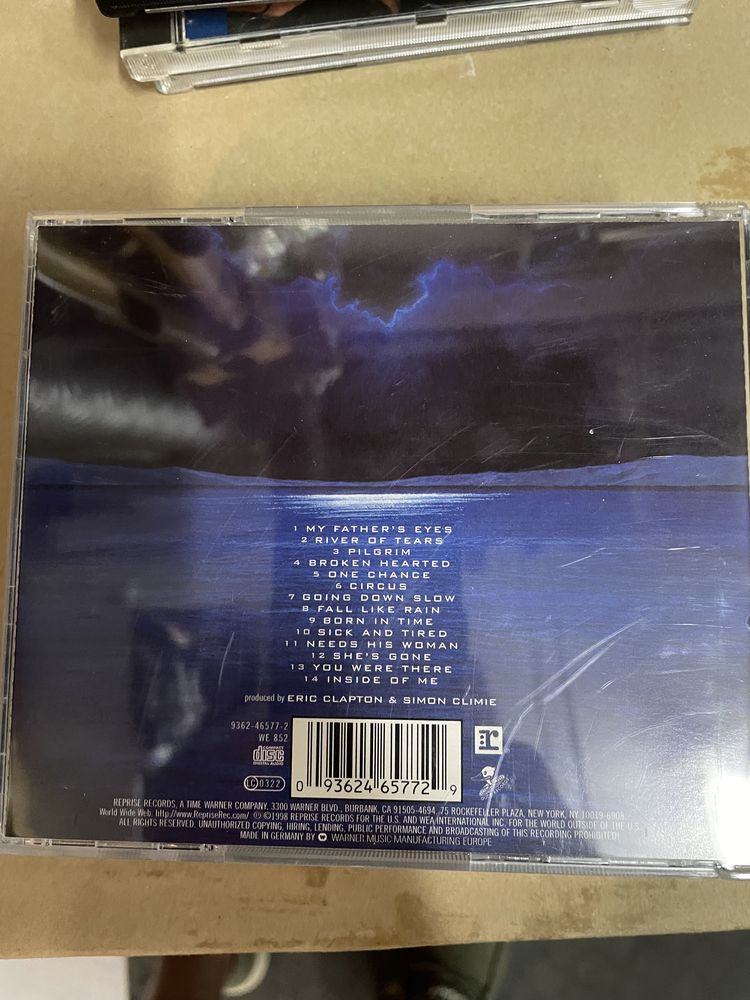 1 MY FATHER'S EYES
2 RIVER OF TEARS
3 PILGRIM
4 BROKEN HEARTED
5 ONE CHANCE
6 CIRCUS
7 GOING DOWN SLOW
8 FALL LIKE RAIN
9 BORN IN TIME
10 SICK AND TIRED
11 NEEDS HIS WOMAN
12 SHE'S GONE
13 YOU WERE THERE
14 INSIDE OF ME
produced by ERIC CLAPTON & SIMON CLIMIE
9362-46577-2
WE 852
COMPACT
disc
DIGITAL AUDIO
LC 0322
0 93624 65772 9
:r
REPRISE RECORDS, A TIME WARNER COMPANY, 3300 WARNER BLVD., BURBANK, CA 91505-4694, 75 ROCKEFELLER PLAZA, NEW YORK, NY 10019-6908
World Wide Web: http://www.RepriseRec.com/ ℗ ©1998 REPRISE RECORDS FOR THE U.S. AND WEA INTERNATIONAL INC. FOR THE WORLD OUTSIDE OF THE U.S.
ALL RIGHTS RESERVED. UNAUTHORIZED COPYING, HIRING, LENDING, PUBLIC PERFORMANCE AND BROADCASTING OF THIS RECORDING PROHIBITED.
MADE IN GERMANY BY WARNER MUSIC MANUFACTURING EUROPE